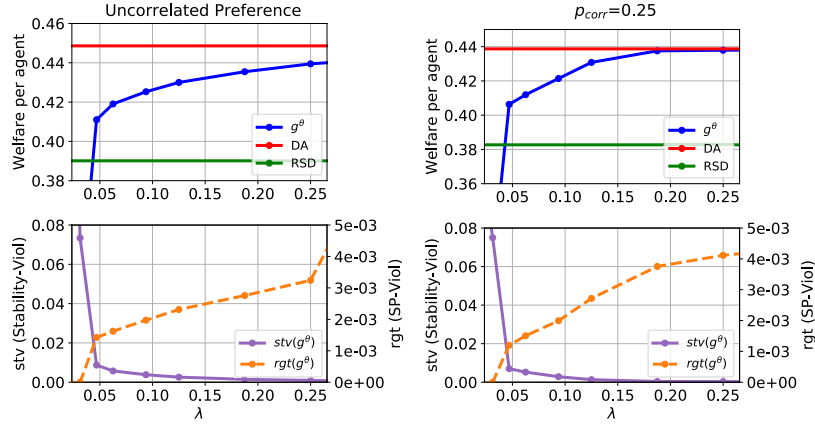 Uncorrelated Preference
0.46
0.44
0.42
0.40
0.38
Welfare per agent
0.05 0.10 0.15 0.20 0.25
g^θ
DA
RSD
p_corr=0.25
0.44
0.42
0.40
0.38
0.36
Welfare per agent
0.05 0.10 0.15 0.20 0.25
g^θ
DA
RSD
0.08
0.06
0.04
0.02
0.00
stv (Stability-Viol)
5e-03
4e-03
3e-03
2e-03
1e-03
0e+00
rgt (SP-Viol)
stv(g^θ)
rgt(g^θ)
0.05 0.10 0.15 0.20 0.25
λ
0.08
0.06
0.04
0.02
0.00
stv (Stability-Viol)
5e-03
4e-03
3e-03
2e-03
1e-03
0e+00
rgt (SP-Viol)
stv(g^θ)
rgt(g^θ)
0.05 0.10 0.15 0.20 0.25
λ